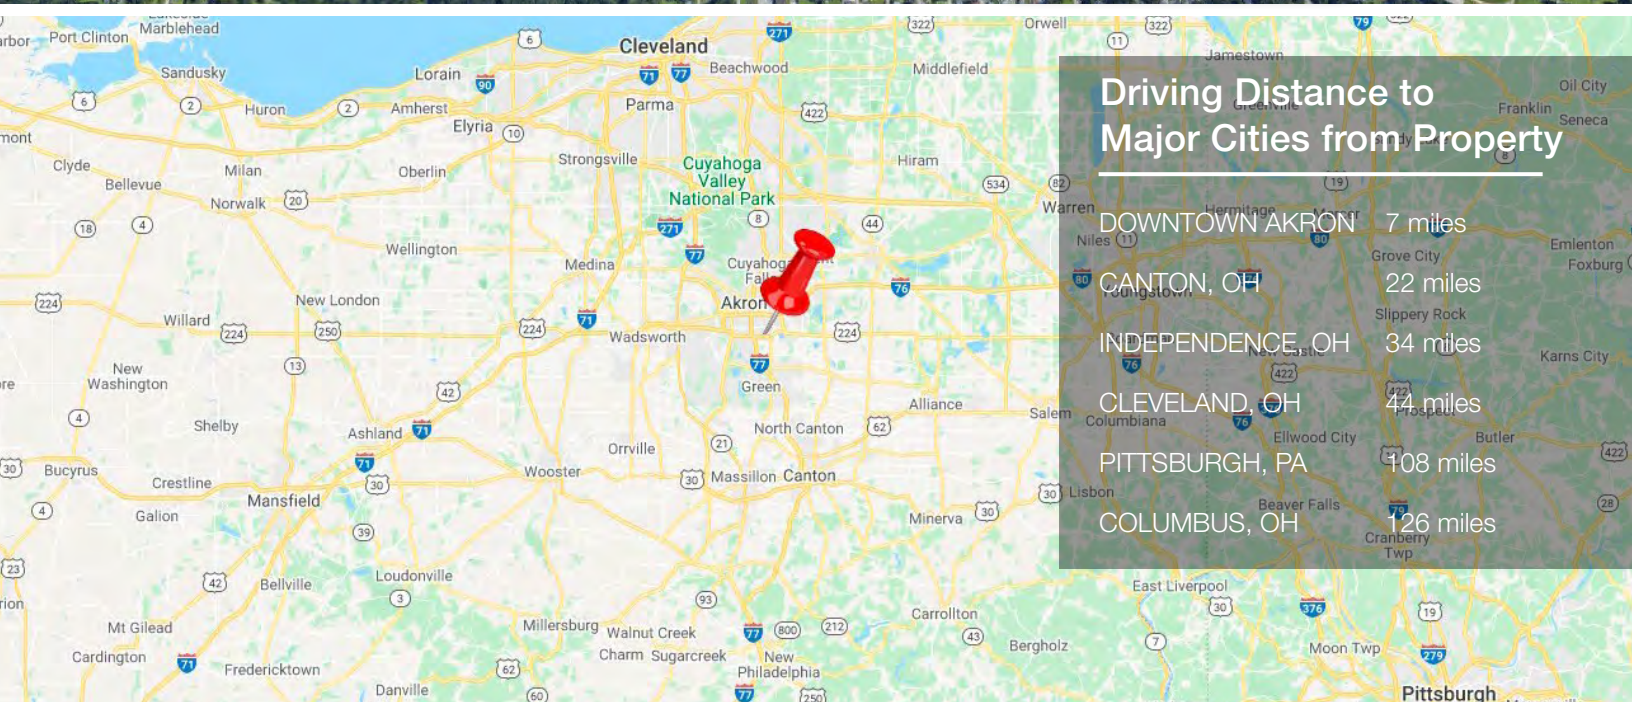 Driving Distance to
Major Cities from Property
DOWNTOWN AKRON 7 miles
CANTON, OH 22 miles
INDEPENDENCE, OH 34 miles
CLEVELAND, OH 44 miles
PITTSBURGH, PA 108 miles
COLUMBUS, OH 126 miles
Marblehead
Port Clinton
Sandusky
Lorain
Cleveland
Beachwood
Middlefield
Orwell
Jamestown
Oil City
Franklin
Seneca
Huron
Amherst
Parma
Elyria
Clyde
Milan
Oberlin
Strongsville
Cuyahoga
Valley
National Park
Hiram
Bellevue
Norwalk
Warren
Hermitage
Niles
Grove City
Emlenton
Foxburg
Wellington
Medina
Akron
Youngstown
New London
Willard
Wadsworth
Slippery Rock
Karns City
New
Washington
Green
Alliance
Salem
Columbiana
Prospect
Shelby
Ashland
North Canton
Ellwood City
Butler
Orrville
Bucyrus
Crestline
Mansfield
Wooster
Massillon
Canton
Lisbon
Galion
Minerva
Beaver Falls
Cranberry
Twp
Bellville
Loudonville
East Liverpool
Mt Gilead
Millersburg
Walnut Creek
Carrollton
Cardington
Fredericktown
Charm
Sugarcreek
New
Philadelphia
Bergholz
Moon Twp
Danville
Pittsburgh